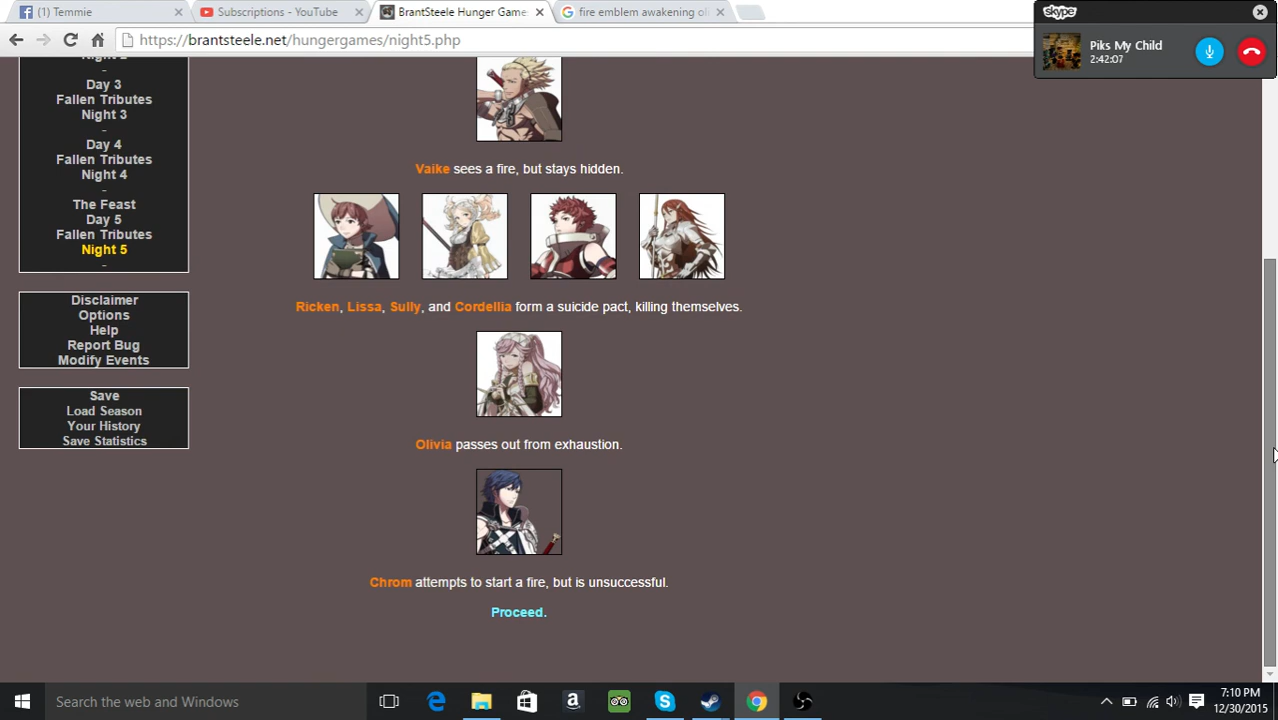 (1) Temmie
Subscriptions - YouTube
BrantSteele Hunger Game
fire emblem awakening oli
https://brantsteele.net/hungergames/night5.php
skype
Piks My Child
2:42:07
Day 3
Fallen Tributes
Night 3
-
Day 4
Fallen Tributes
Night 4
-
The Feast
Day 5
Fallen Tributes
Night 5
-
Disclaimer
Options
Help
Report Bug
Modify Events
Save
Load Season
Your History
Save Statistics
Vaike sees a fire, but stays hidden.
Ricken, Lissa, Sully, and Cordellia form a suicide pact, killing themselves.
Olivia passes out from exhaustion.
Chrom attempts to start a fire, but is unsuccessful.
Proceed.
Search the web and Windows
7:10 PM
12/30/2015